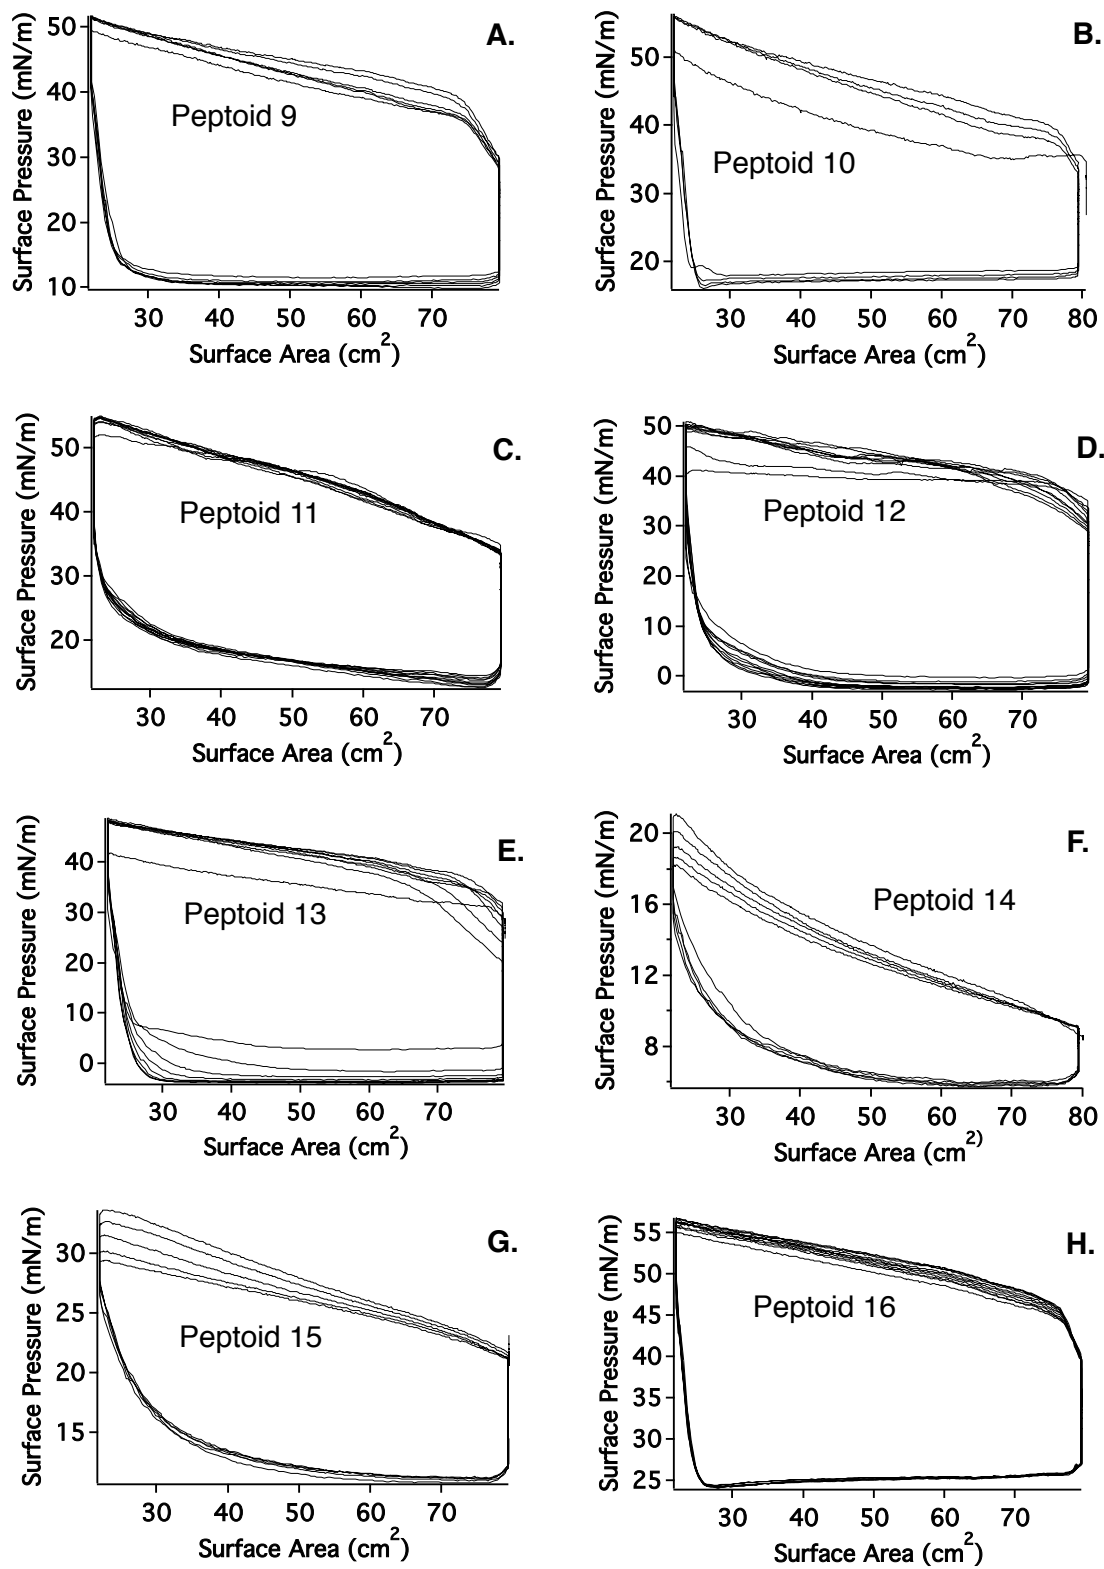 A.
Surface Pressure (mN/m)
50
40
30
20
10
Peptoid 9
30 40 50 60 70
Surface Area (cm²)
B.
Surface Pressure (mN/m)
50
40
30
20
Peptoid 10
30 40 50 60 70 80
Surface Area (cm²)
C.
Surface Pressure (mN/m)
50
40
30
20
Peptoid 11
30 40 50 60 70
Surface Area (cm²)
D.
Surface Pressure (mN/m)
50
40
30
20
10
0
Peptoid 12
30 40 50 60 70
Surface Area (cm²)
E.
Surface Pressure (mN/m)
40
30
20
10
0
Peptoid 13
30 40 50 60 70
Surface Area (cm²)
F.
Surface Pressure (mN/m)
20
16
12
8
Peptoid 14
30 40 50 60 70 80
Surface Area (cm²⁾
G.
Surface Pressure (mN/m)
30
25
20
15
Peptoid 15
30 40 50 60 70
Surface Area (cm²)
H.
Surface Pressure (mN/m)
55
50
45
40
35
30
25
Peptoid 16
30 40 50 60 70
Surface Area (cm²)